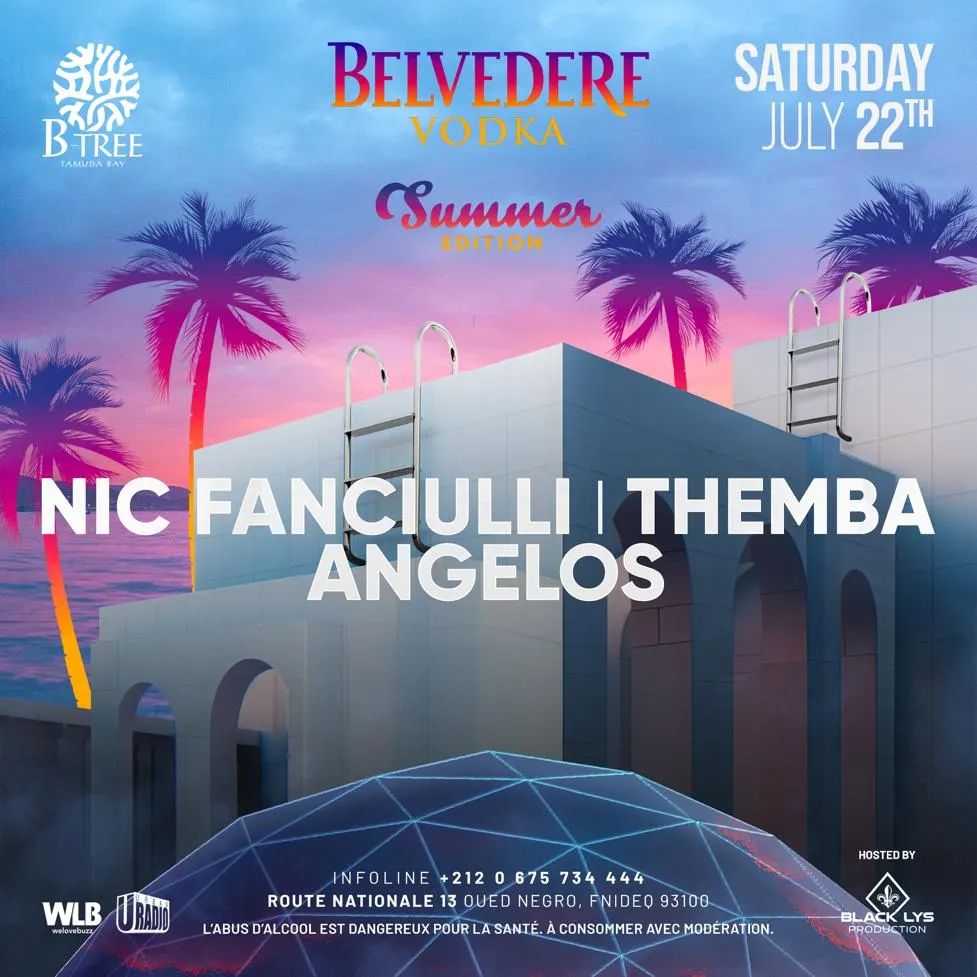 B-TREE
TAMUDA BAY
BELVEDERE
VODKA
SATURDAY
JULY 22TH
Summer
EDITION
NIC FANCIULLI | THEMBA
ANGELOS
HOSTED BY
INFOLINE +212 0 675 734 444
ROUTE NATIONALE 13 OUED NEGRO, FNIDEQ 93100
L'ABUS D'ALCOOL EST DANGEREUX POUR LA SANTÉ. À CONSOMMER AVEC MODÉRATION.
WLB
welovebuzz
URADIO
BLACK LYS
PRODUCTION